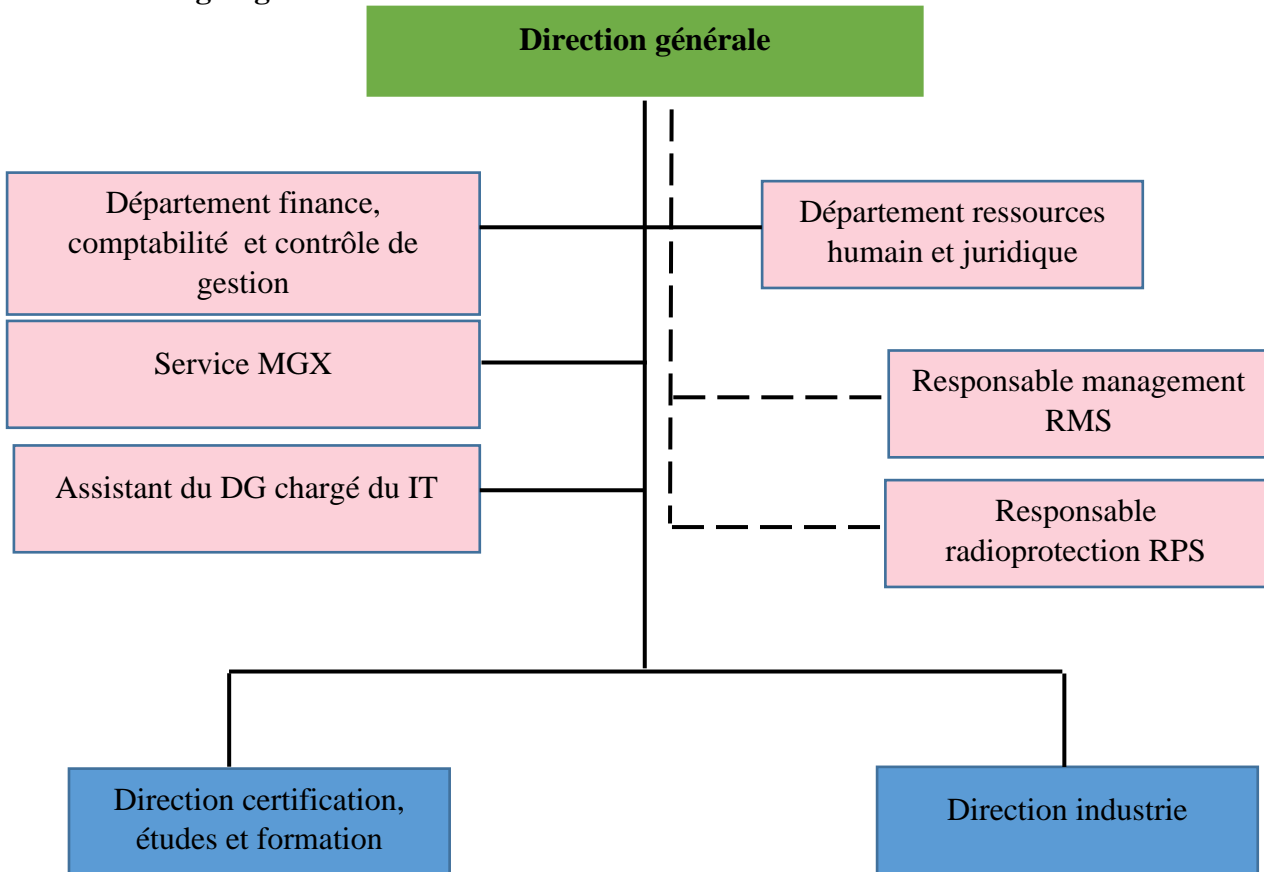 Direction générale
Département finance,
comptabilité et contrôle de
gestion
Département ressources
humain et juridique
Service MGX
Responsable management
RMS
Assistant du DG chargé du IT
Responsable
radioprotection RPS
Direction certification,
études et formation
Direction industrie